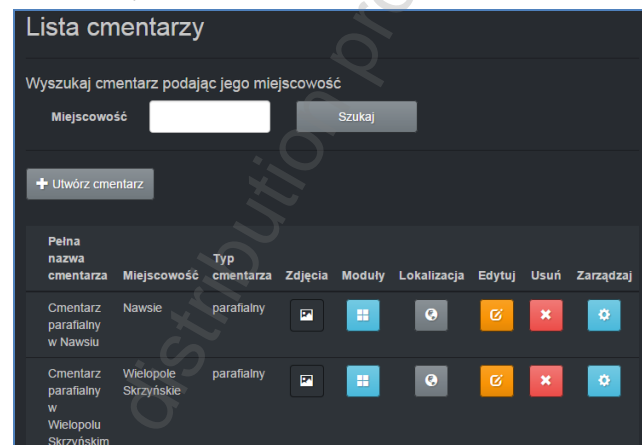 Lista cmentarzy
Wyszukaj cmentarz podając jego miejscowość
Miejscowość Szukaj
Utwórz cmentarz
Pełna nazwa cmentarza Miejscowość Typ cmentarza Zdjęcia Moduły Lokalizacja Edytuj Usuń Zarządzaj
Cmentarz Nawsie parafialny
parafialny
w Nawsiu
Cmentarz Wielopole parafialny
parafialny Skrzyńskie
w
Wielopolu
Skrzyńskim
distribution